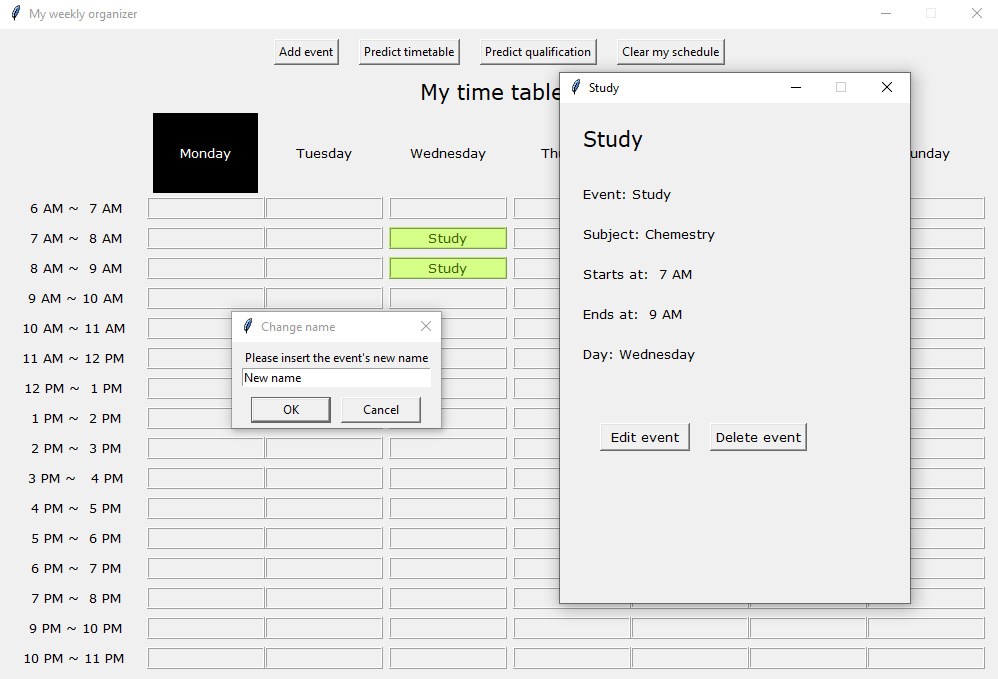 My weekly organizer
Add event Predict timetable Predict qualification Clear my schedule
My time table
Monday Tuesday Wednesday Thu unday
6 AM ~ 7 AM
7 AM ~ 8 AM Study
8 AM ~ 9 AM Study
9 AM ~ 10 AM
10 AM ~ 11 AM
11 AM ~ 12 PM
12 PM ~ 1 PM
1 PM ~ 2 PM
2 PM ~ 3 PM
3 PM ~ 4 PM
4 PM ~ 5 PM
5 PM ~ 6 PM
6 PM ~ 7 PM
7 PM ~ 8 PM
9 PM ~ 10 PM
10 PM ~ 11 PM
Change name
Please insert the event's new name
New name
OK Cancel
Study
Study
Event: Study
Subject: Chemestry
Starts at: 7 AM
Ends at: 9 AM
Day: Wednesday
Edit event Delete event